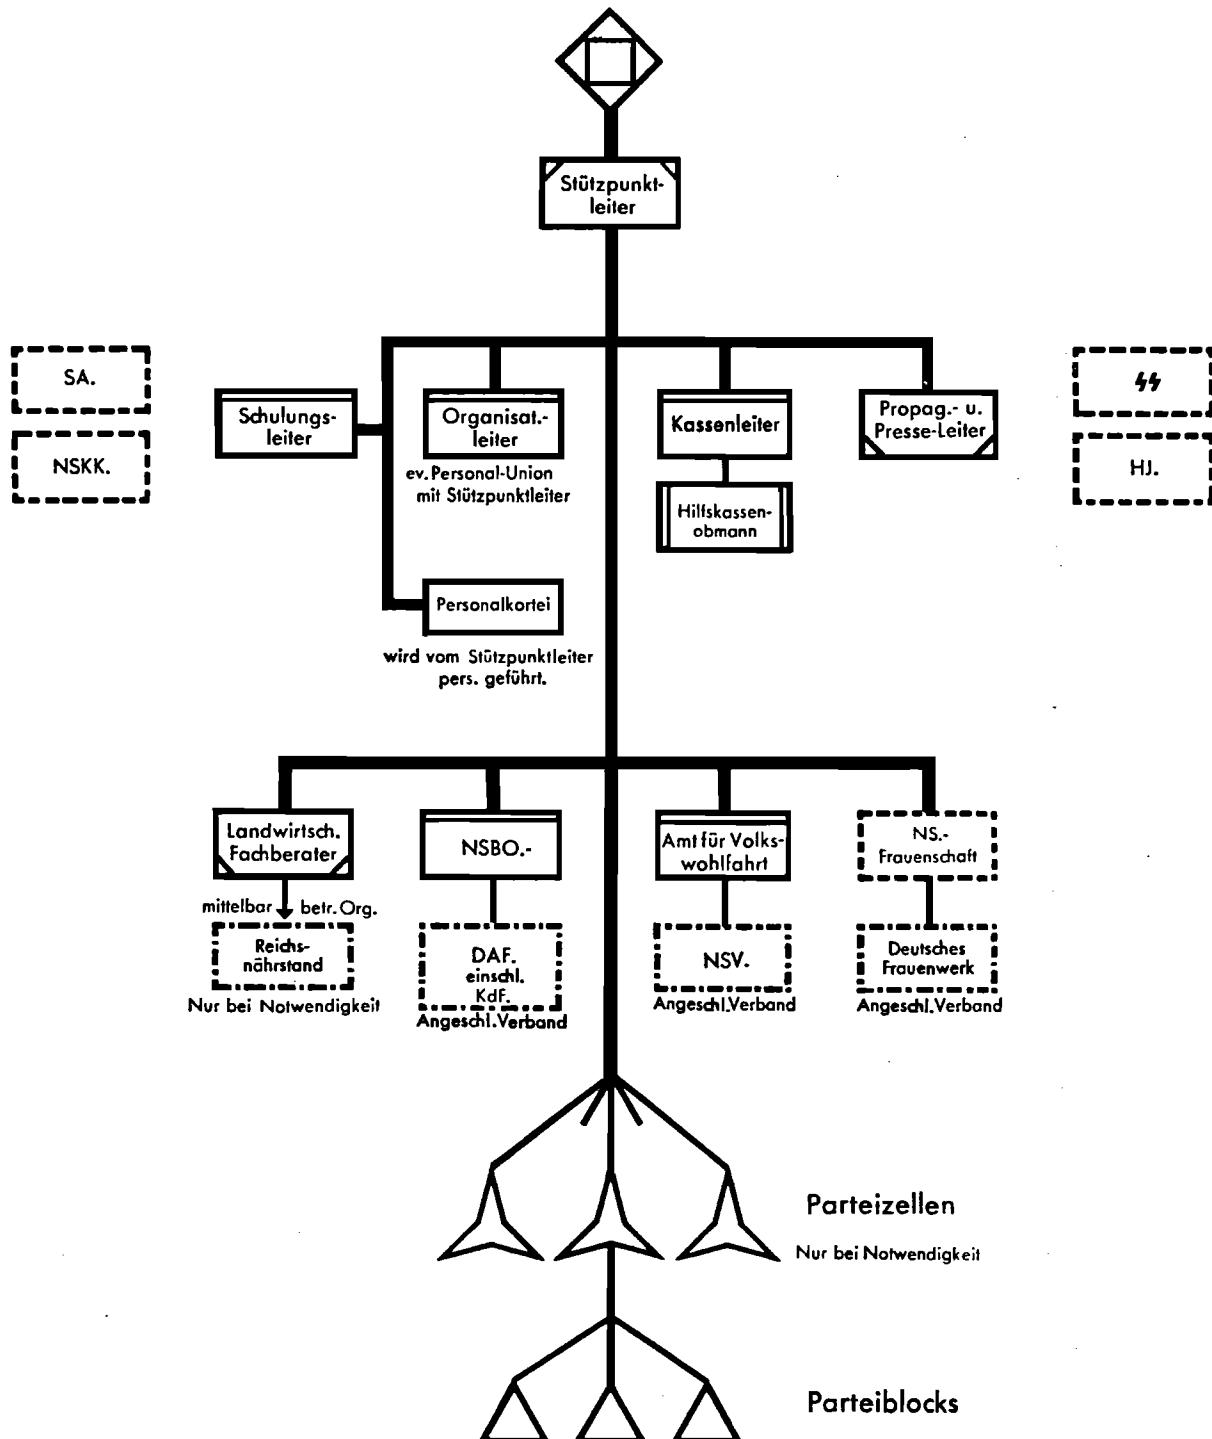 Stützpunkt-
leiter
SA.
NSKK.
Schulungs-
leiter
Organisat.-
leiter
ev. Personal-Union
mit Stützpunktleiter
Kassenleiter
Hilfskassen-
obmann
Propag.- u.
Presse-Leiter
ᛋᛋ
HJ.
Personalkortei
wird vom Stützpunktleiter
pers. geführt.
Landwirtsch.
Fachberater
mittelbar betr. Org.
Reichs-
nährstand
Nur bei Notwendigkeit
NSBO.-
DAF.
einschl.
KdF.
Angeschl. Verband
Amt für Volks-
wohlfahrt
NSV.
Angeschl. Verband
NS.-
Frauenschaft
Deutsches
Frauenwerk
Angeschl. Verband
Parteizellen
Nur bei Notwendigkeit
Parteiblocks